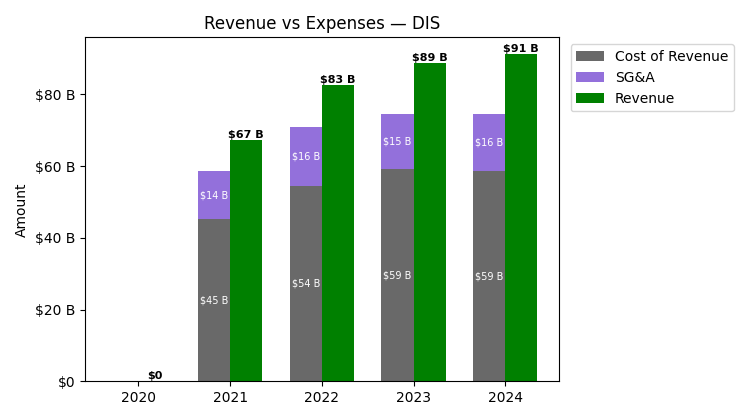 Revenue vs Expenses — DIS
Cost of Revenue
SG&A
Revenue
Amount
$80 B
$60 B
$40 B
$20 B
$0
$0
$45 B
$14 B
$67 B
$54 B
$16 B
$83 B
$59 B
$15 B
$89 B
$59 B
$16 B
$91 B
2020
2021
2022
2023
2024